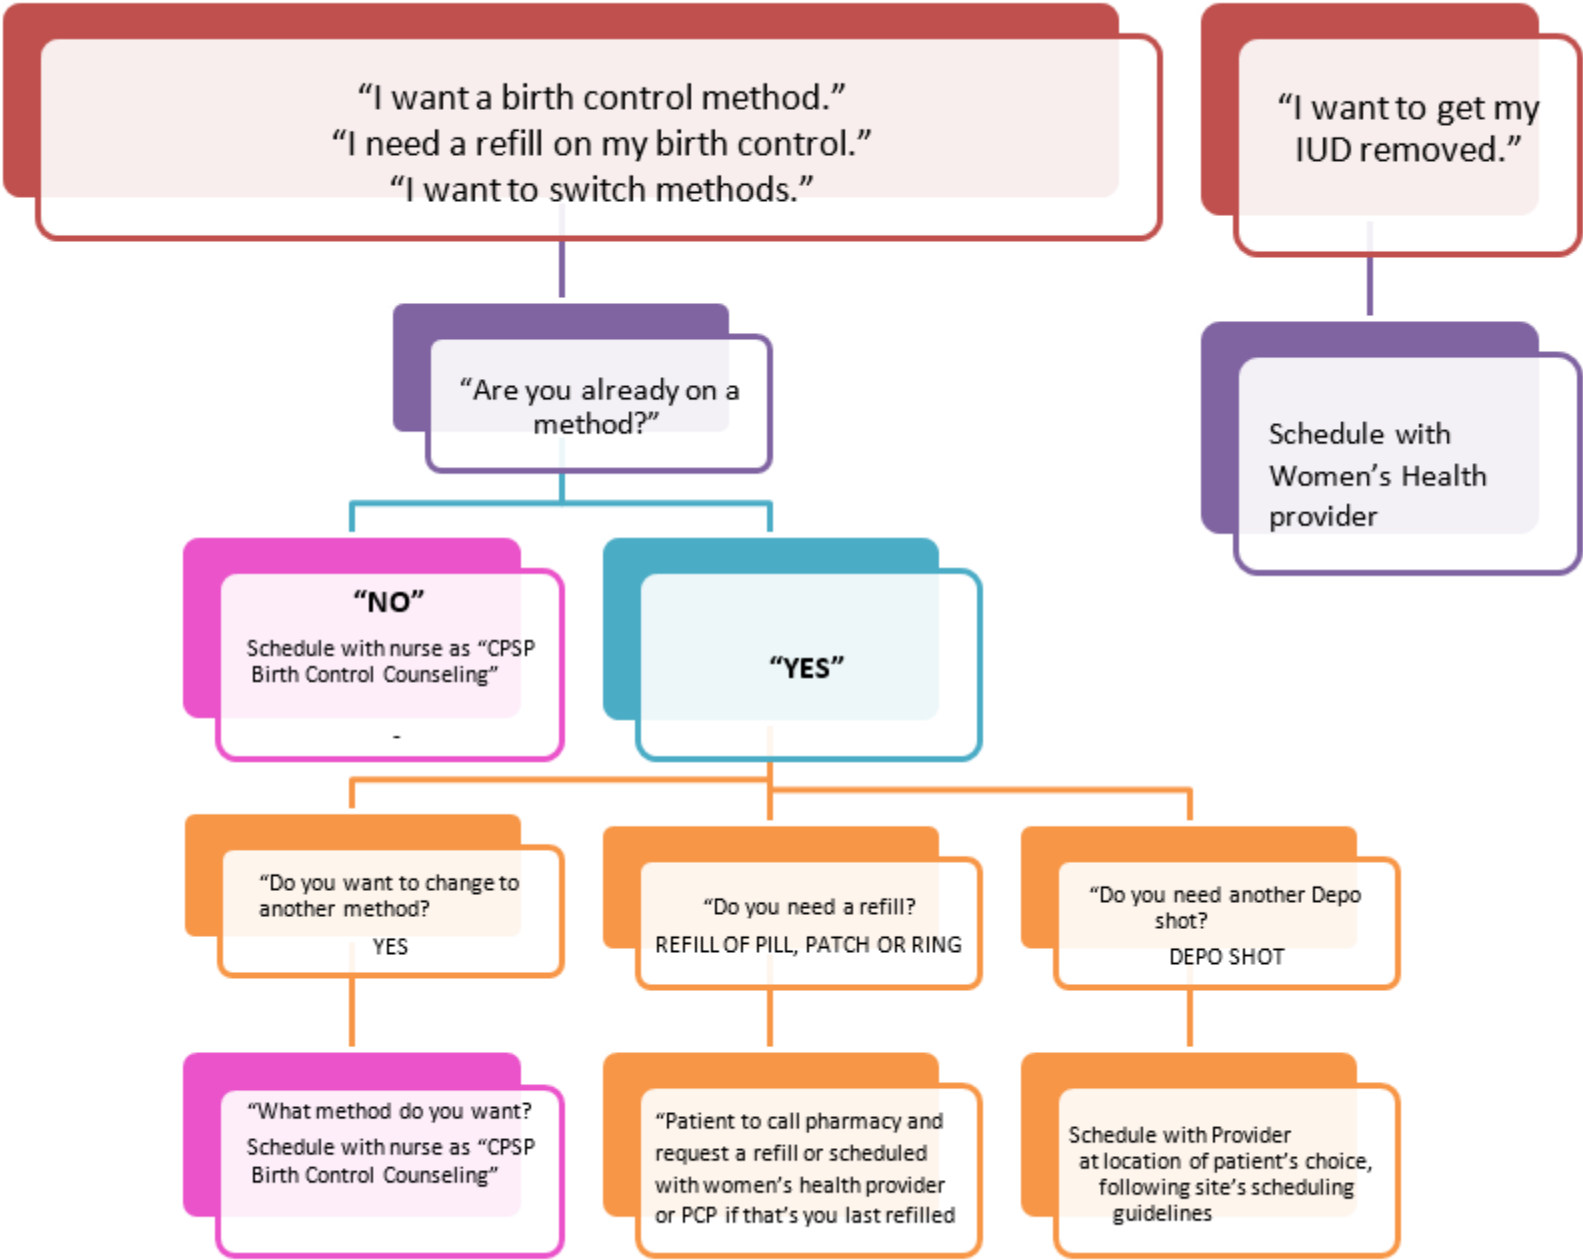 “I want a birth control method.”
“I need a refill on my birth control.”
“I want to switch methods.”
“I want to get my
IUD removed.”
“Are you already on a
method?”
Schedule with
Women’s Health
provider
“NO”
Schedule with nurse as “CPSP
Birth Control Counseling”
-
“YES”
“Do you want to change to
another method?
YES
“Do you need a refill?
REFILL OF PILL, PATCH OR RING
“Do you need another Depo
shot?
DEPO SHOT
“What method do you want?
Schedule with nurse as “CPSP
Birth Control Counseling”
“Patient to call pharmacy and
request a refill or scheduled
with women’s health provider
or PCP if that’s you last refilled
Schedule with Provider
at location of patient’s choice,
following site’s scheduling
guidelines